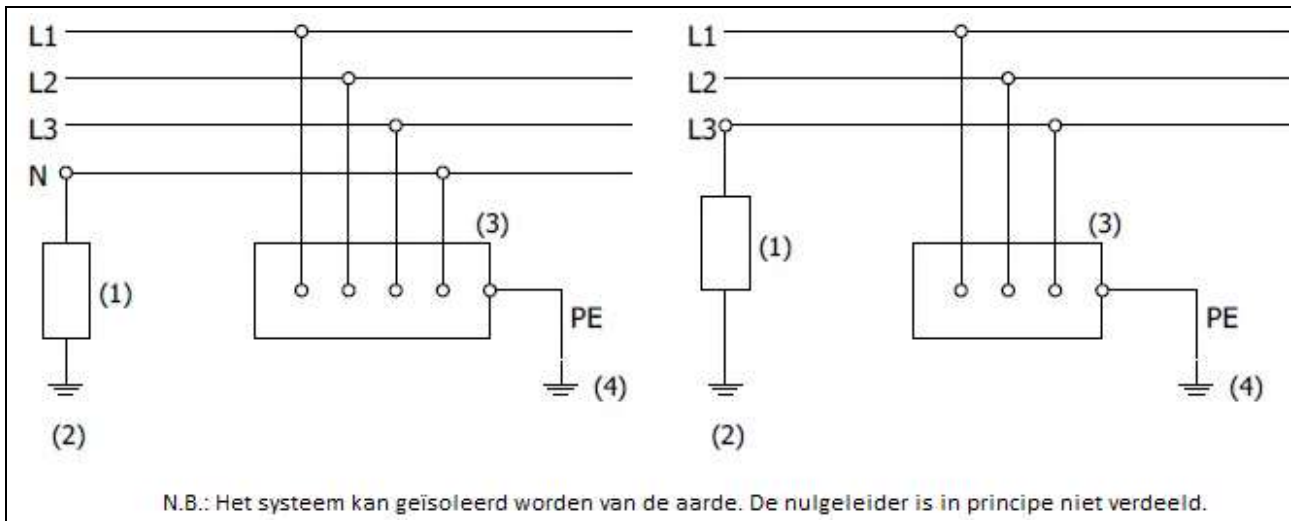 L1
L2
L3
N
(1)
(2)
(3)
PE
(4)
L1
L2
L3
(1)
(2)
(3)
PE
(4)
N.B.: Het systeem kan geïsoleerd worden van de aarde. De nulgeleider is in principe niet verdeeld.